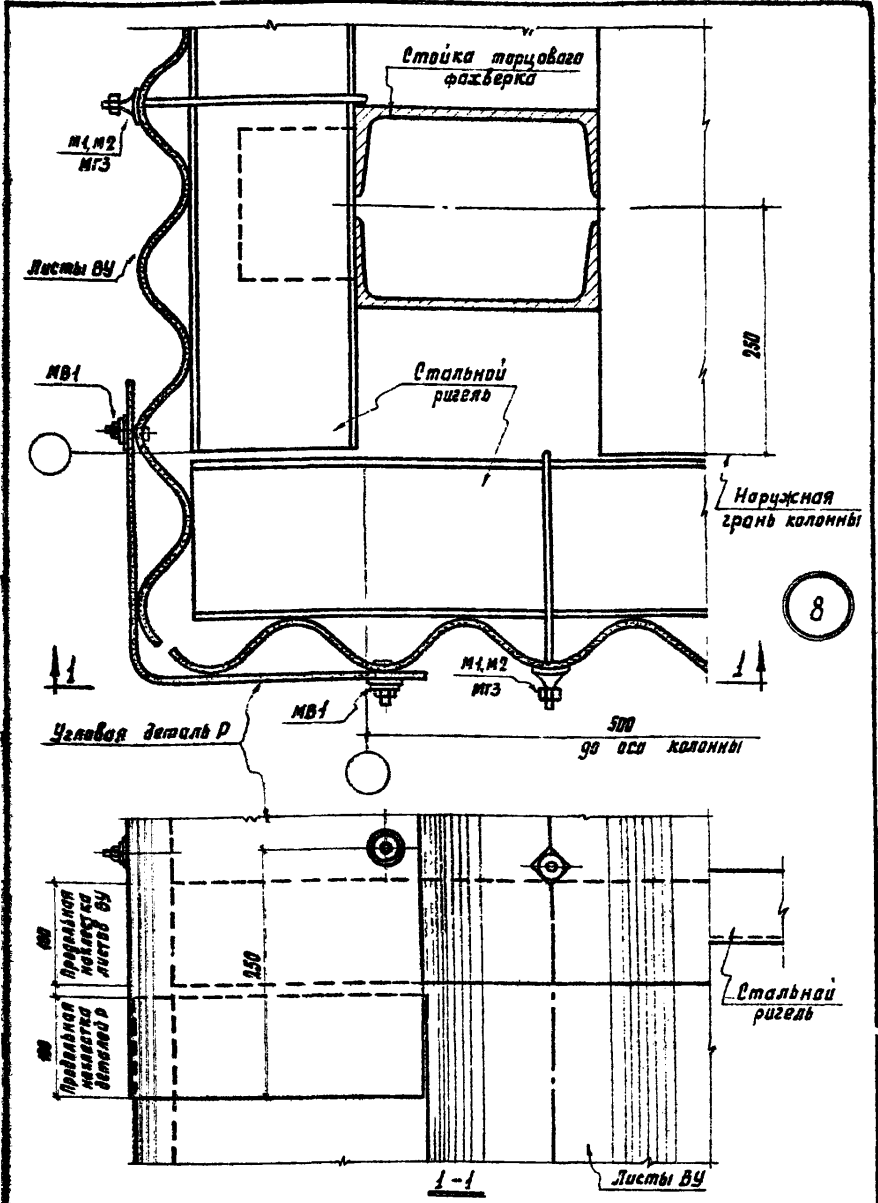 Стойка торцового
фахверка
М1, М2
МГ3
Листы ВУ
250
МВ1
Стальной
ригель
Наружная
грань колонны
8
1
1
М1, М2
МГ3
МВ1
Угловая деталь Р
500
до оси колонны
100
Продольная
нахлестка
листов ВУ
250
Стальной
ригель
100
Продольная
нахлестка
деталей Р
Листы ВУ
1-1